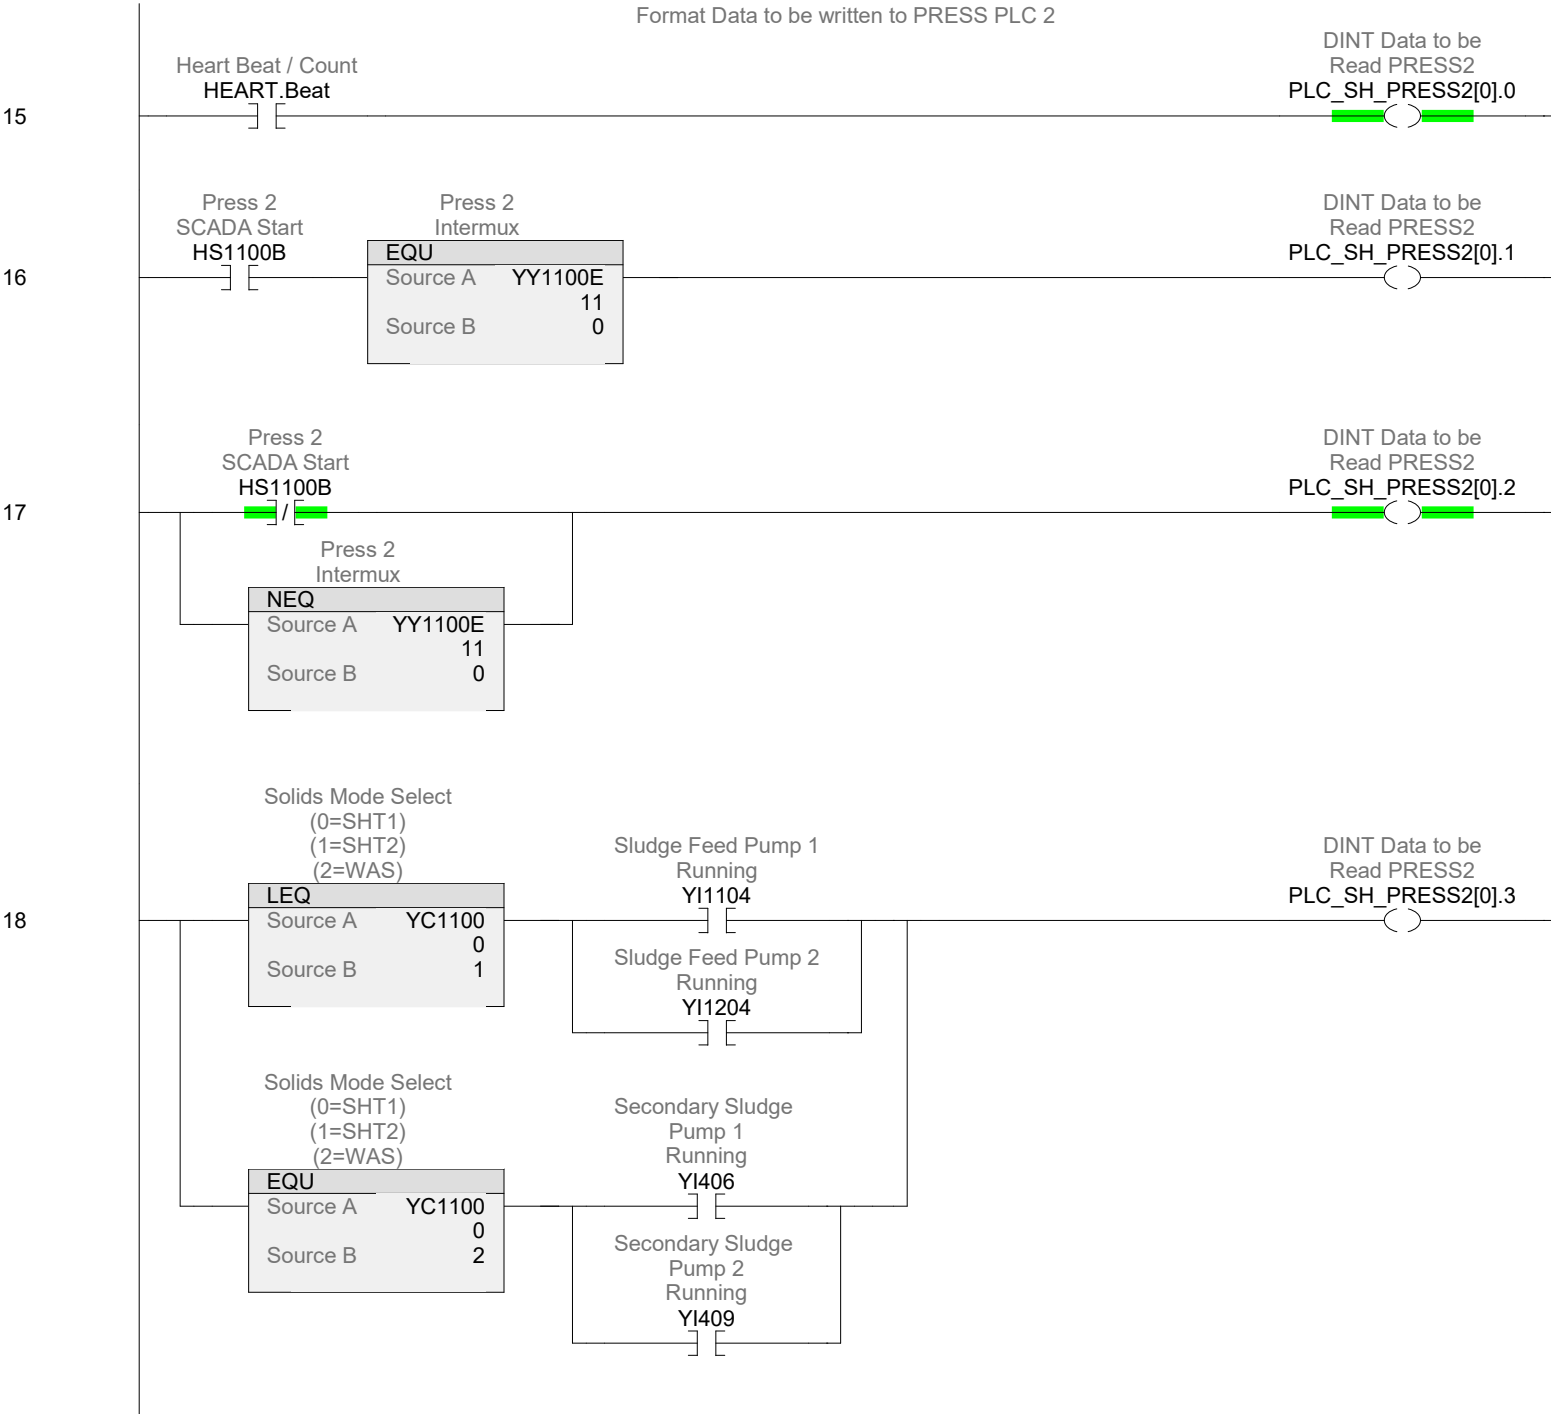 Format Data to be written to PRESS PLC 2
Heart Beat / Count
HEART.Beat
DINT Data to be
Read PRESS2
PLC_SH_PRESS2[0].0
15
Press 2
SCADA Start
HS1100B
Press 2
Intermux
EQU
Source A YY1100E
11
Source B 0
DINT Data to be
Read PRESS2
PLC_SH_PRESS2[0].1
16
Press 2
SCADA Start
HS1100B
/
DINT Data to be
Read PRESS2
PLC_SH_PRESS2[0].2
17
Press 2
Intermux
NEQ
Source A YY1100E
11
Source B 0
Solids Mode Select
(0=SHT1)
(1=SHT2)
(2=WAS)
LEQ
Source A YC1100
0
Source B 1
Sludge Feed Pump 1
Running
YI1104
DINT Data to be
Read PRESS2
PLC_SH_PRESS2[0].3
18
Sludge Feed Pump 2
Running
YI1204
Solids Mode Select
(0=SHT1)
(1=SHT2)
(2=WAS)
EQU
Source A YC1100
0
Source B 2
Secondary Sludge
Pump 1
Running
YI406
Secondary Sludge
Pump 2
Running
YI409